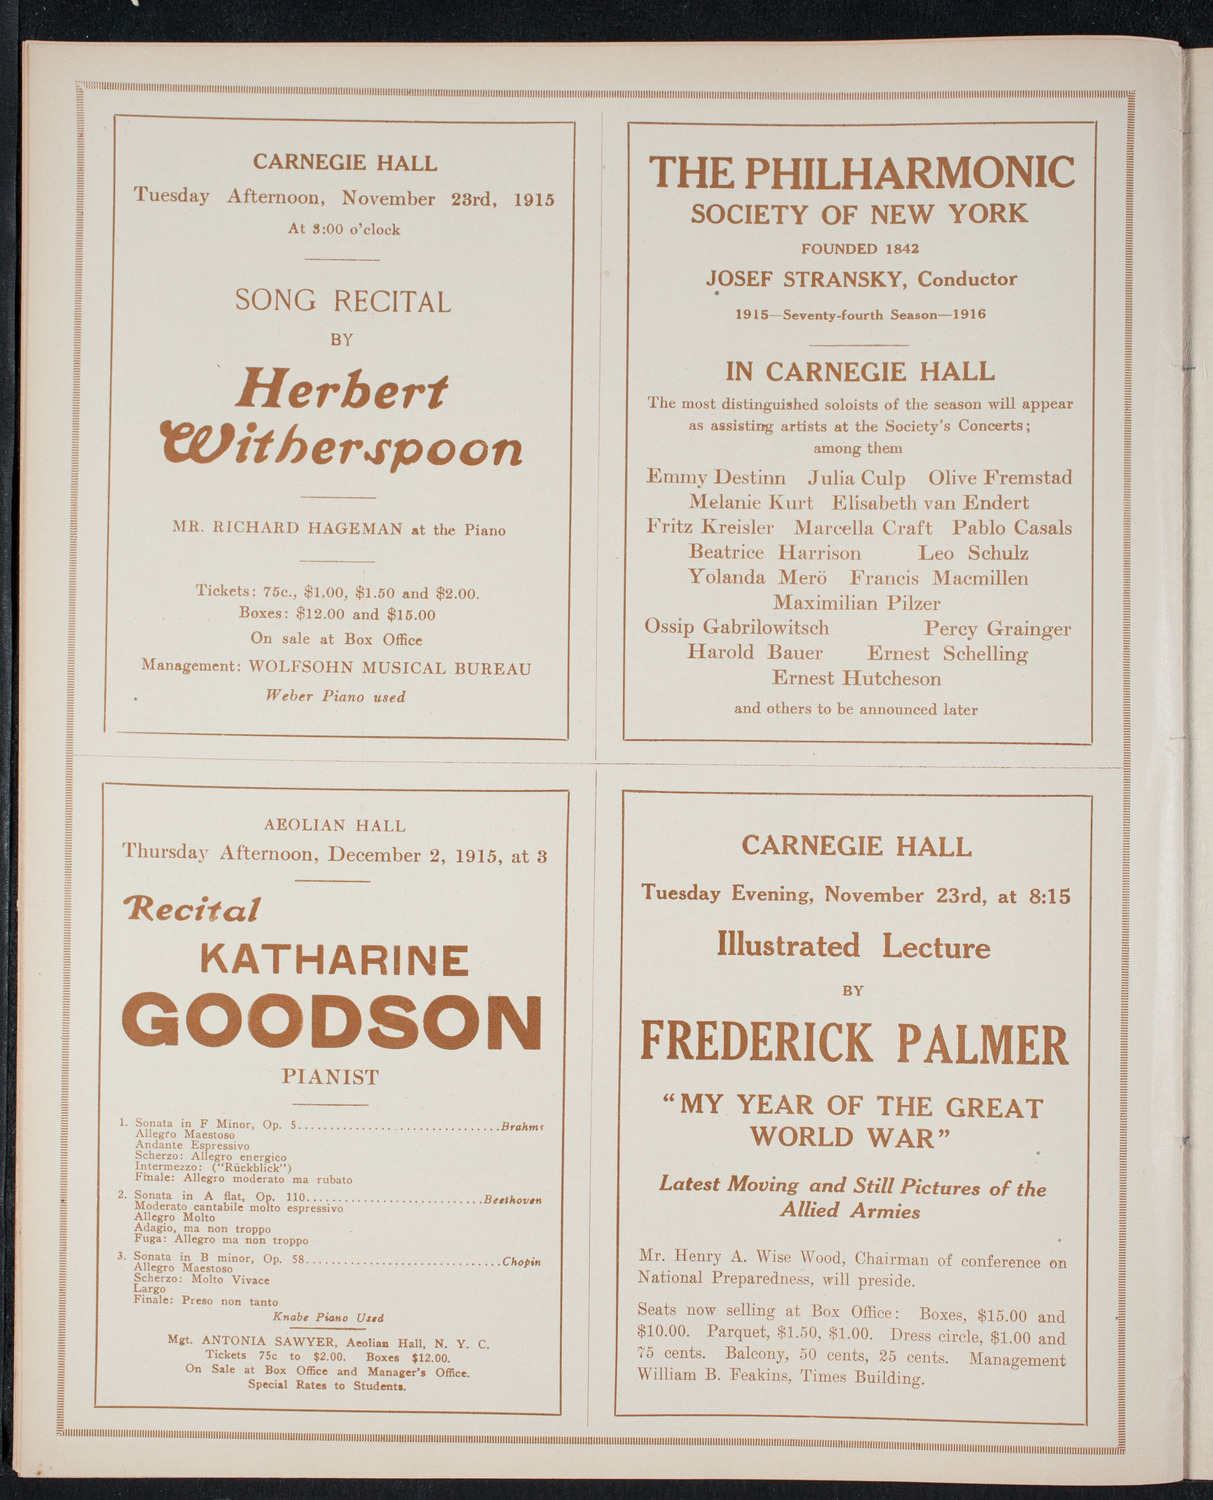 CARNEGIE HALL
Tuesday Afternoon, November 23rd, 1915
At 3:00 o'clock
SONG RECITAL
BY
Herbert
Witherspoon
MR. RICHARD HAGEMAN at the Piano
Tickets: 75c., $1.00, $1.50 and $2.00.
Boxes: $12.00 and $15.00
On sale at Box Office
Management: WOLFSOHN MUSICAL BUREAU
Weber Piano used
THE PHILHARMONIC
SOCIETY OF NEW YORK
FOUNDED 1842
JOSEF STRANSKY, Conductor
1915—Seventy-fourth Season—1916
IN CARNEGIE HALL
The most distinguished soloists of the season will appear
as assisting artists at the Society's Concerts;
among them
Emmy Destinn Julia Culp Olive Fremstad
Melanie Kurt Elisabeth van Endert
Fritz Kreisler Marcella Craft Pablo Casals
Beatrice Harrison Leo Schulz
Yolanda Merö Francis Macmillen
Maximilian Pilzer
Ossip Gabrilowitsch Percy Grainger
Harold Bauer Ernest Schelling
Ernest Hutcheson
and others to be announced later
AEOLIAN HALL
Thursday Afternoon, December 2, 1915, at 3
Recital
KATHARINE
GOODSON
PIANIST
1. Sonata in F Minor, Op. 5................................Brahms
Allegro Maestoso
Andante Espressivo
Scherzo: Allegro energico
Intermezzo: ("Rückblick")
Finale: Allegro moderato ma rubato
2. Sonata in A flat, Op. 110............................Beethoven
Moderato cantabile molto espressivo
Allegro Molto
Adagio, ma non troppo
Fuga: Allegro ma non troppo
3. Sonata in B minor, Op. 58...............................Chopin
Allegro Maestoso
Scherzo: Molto Vivace
Largo
Finale: Preso non tanto
Knabe Piano Used
Mgt. ANTONIA SAWYER, Aeolian Hall, N. Y. C.
Tickets 75c to $2.00. Boxes $12.00.
On Sale at Box Office and Manager's Office.
Special Rates to Students.
CARNEGIE HALL
Tuesday Evening, November 23rd, at 8:15
Illustrated Lecture
BY
FREDERICK PALMER
"MY YEAR OF THE GREAT
WORLD WAR"
Latest Moving and Still Pictures of the
Allied Armies
Mr. Henry A. Wise Wood, Chairman of conference on
National Preparedness, will preside.
Seats now selling at Box Office: Boxes, $15.00 and
$10.00. Parquet, $1.50, $1.00. Dress circle, $1.00 and
75 cents. Balcony, 50 cents, 25 cents. Management
William B. Feakins, Times Building.